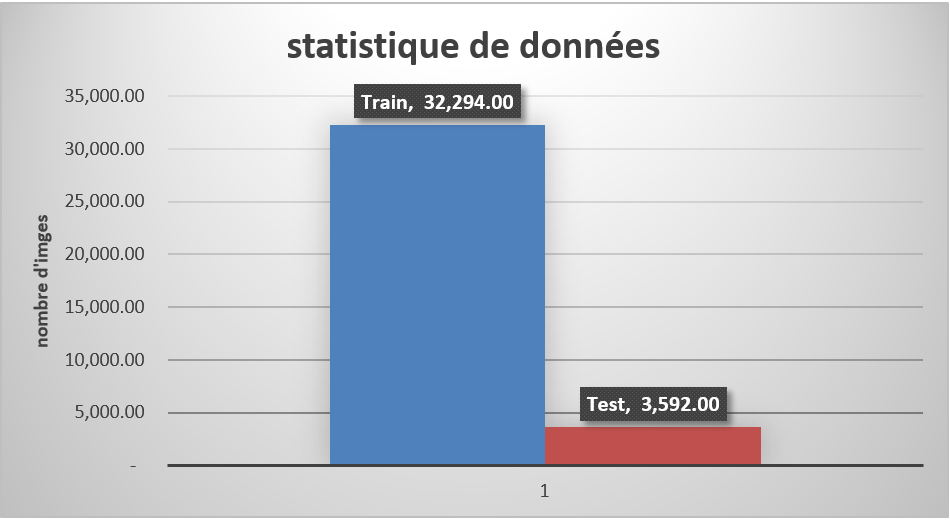 statistique de données
35,000.00
30,000.00
25,000.00
20,000.00
15,000.00
10,000.00
5,000.00
-
nombre d'imges
Train, 32,294.00
Test, 3,592.00
1